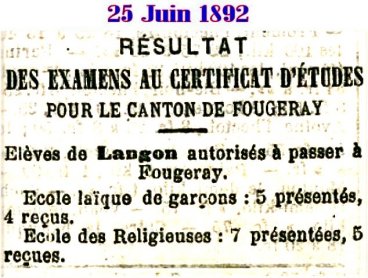 25 Juin 1892
RÉSULTAT
DES EXAMENS AU CERTIFICAT D'ÉTUDES
POUR LE CANTON DE FOUGERAY
Elèves de Langon autorisés à passer à
Fougeray.
Ecole laïque de garçons : 5 présentés,
4 reçus.
Ecole des Religieuses : 7 présentées, 5
reçues.